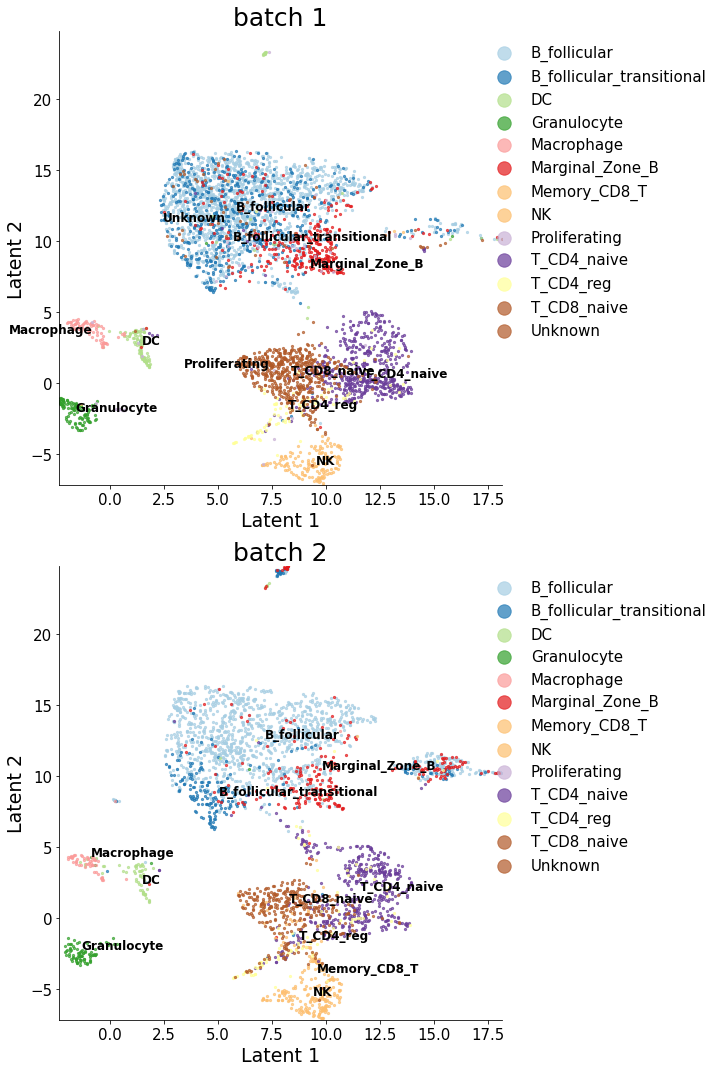 batch 1
B_follicular
B_follicular_transitional
DC
Granulocyte
Macrophage
Marginal_Zone_B
Memory_CD8_T
NK
Proliferating
T_CD4_naive
T_CD4_reg
T_CD8_naive
Unknown
20
15
10
5
0
−5
Latent 2
B_follicular
Unknown
B_follicular_transitional
Marginal_Zone_B
Macrophage
DC
Proliferating
T_CD8_naive
T_CD4_naive
Granulocyte
T_CD4_reg
NK
0.0 2.5 5.0 7.5 10.0 12.5 15.0 17.5
Latent 1
batch 2
B_follicular
B_follicular_transitional
DC
Granulocyte
Macrophage
Marginal_Zone_B
Memory_CD8_T
NK
Proliferating
T_CD4_naive
T_CD4_reg
T_CD8_naive
Unknown
20
15
10
5
0
−5
Latent 2
B_follicular
Marginal_Zone_B
B_follicular_transitional
Macrophage
DC
T_CD4_naive
T_CD8_naive
T_CD4_reg
Granulocyte
Memory_CD8_T
NK
0.0 2.5 5.0 7.5 10.0 12.5 15.0 17.5
Latent 1